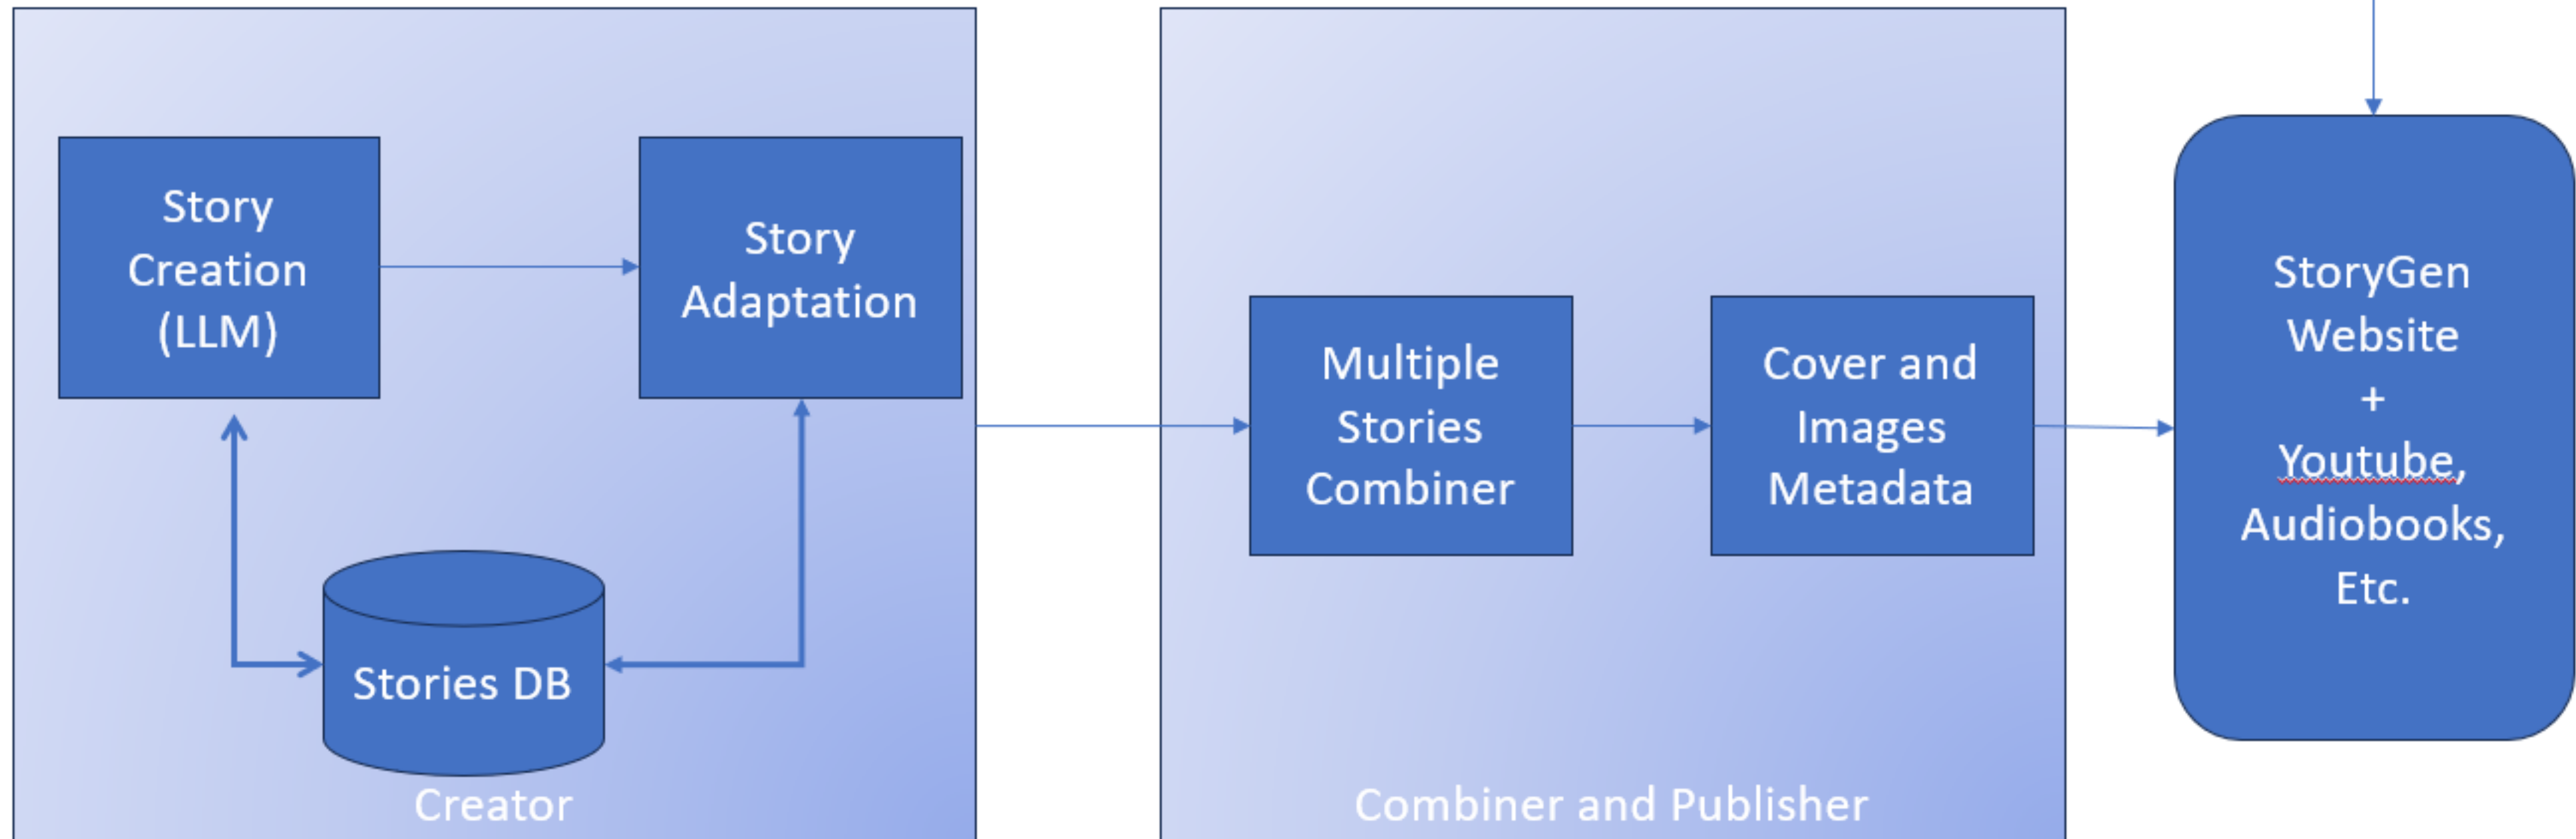 Story
Creation
(LLM)
Story
Adaptation
Stories DB
Creator
Multiple
Stories
Combiner
Cover and
Images
Metadata
Combiner and Publisher
StoryGen
Website
+
Youtube,
Audiobooks,
Etc.